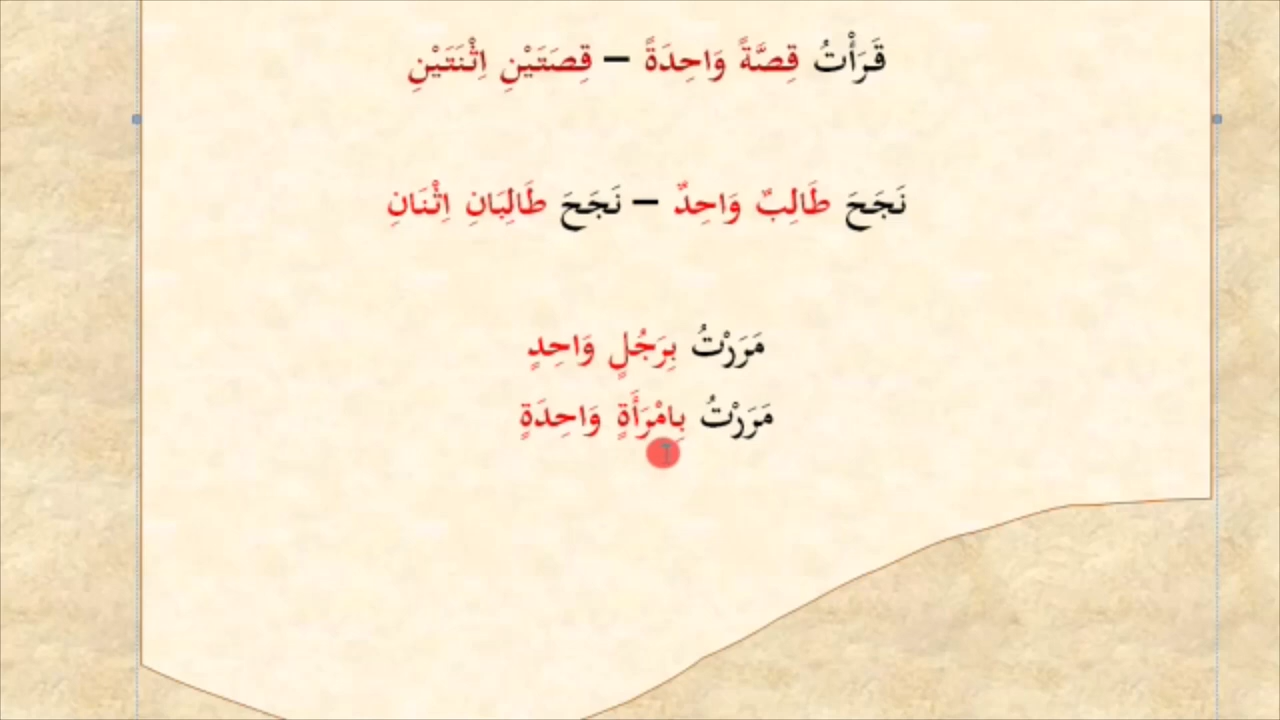 قَرَأْتُ قِصَّةً وَاحِدَةً – قِصَتَيْنِ اِثْنَتَيْنِ
نَجَحَ طَالِبٌ وَاحِدٌ – نَجَحَ طَالِبَانِ اِثْنَانِ
مَرَرْتُ بِرَجُلٍ وَاحِدٍ
مَرَرْتُ بِامْرَأَةٍ وَاحِدَةٍ